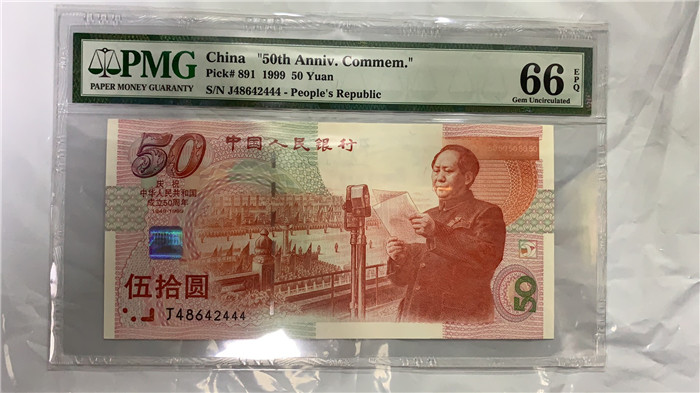 PMG
PAPER MONEY GUARANTY
China "50th Anniv. Commem."
Pick# 891 1999 50 Yuan
S/N J48642444 - People's Republic
66 EPQ
Gem Uncirculated
50
中国人民银行
庆祝
中华人民共和国
成立50周年
1949-1999
伍拾圆
J48642444
50